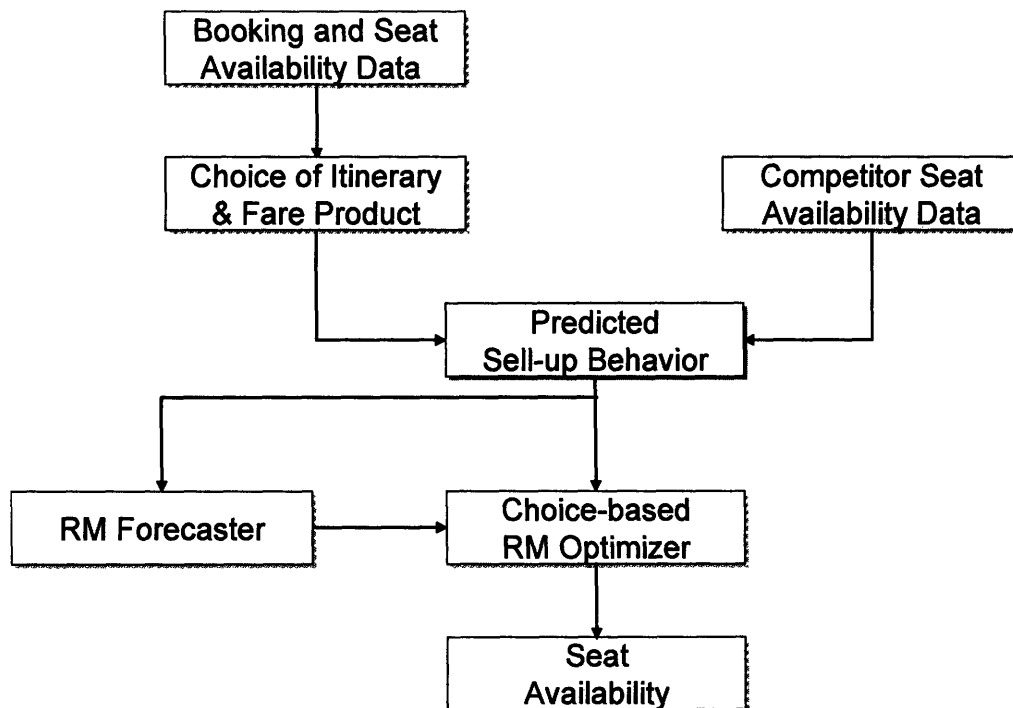 Booking and Seat
Availability Data
Choice of Itinerary
& Fare Product
Competitor Seat
Availability Data
Predicted
Sell-up Behavior
RM Forecaster
Choice-based
RM Optimizer
Seat
Availability